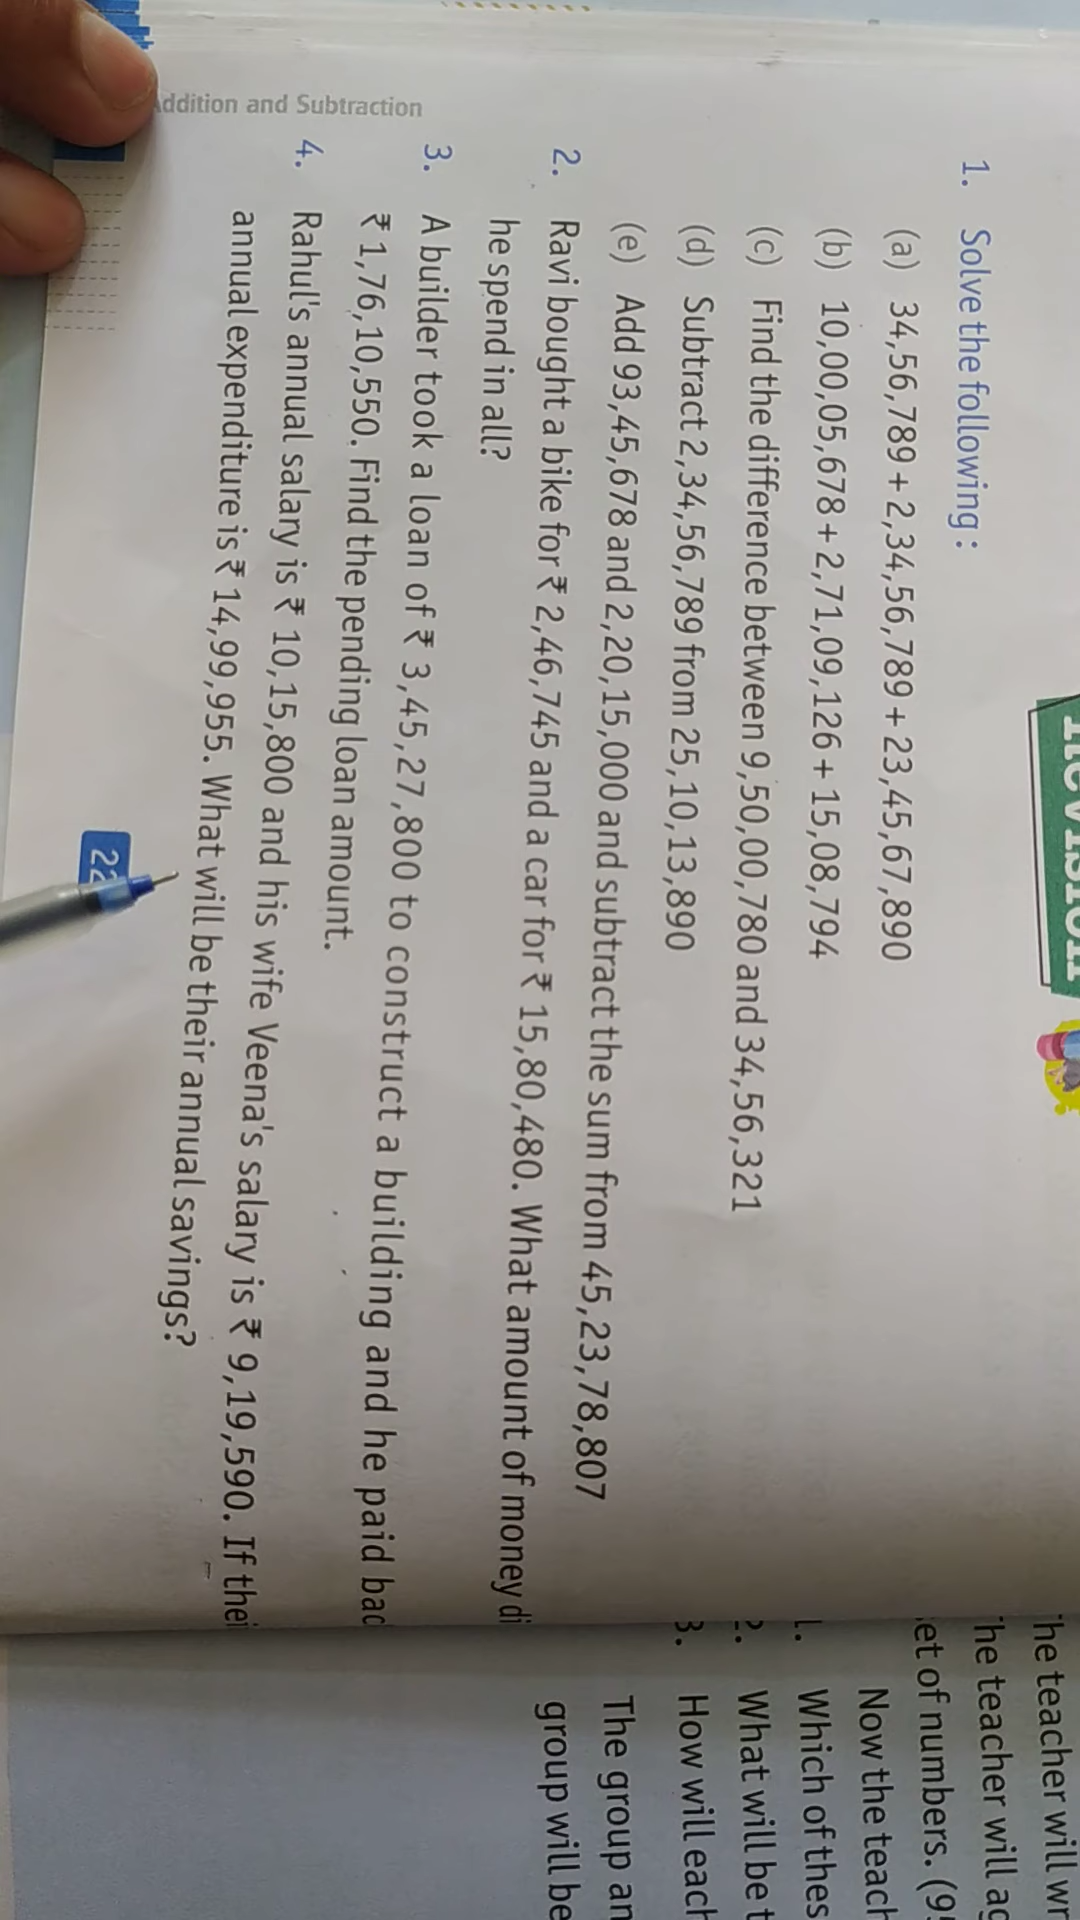 Revision
1. Solve the following :
(a) 34,56,789 + 2,34,56,789 + 23,45,67,890
(b) 10,00,05,678 + 2,71,09,126 + 15,08,794
(c) Find the difference between 9,50,00,780 and 34,56,321
(d) Subtract 2,34,56,789 from 25,10,13,890
(e) Add 93,45,678 and 2,20,15,000 and subtract the sum from 45,23,78,807
2. Ravi bought a bike for ₹ 2,46,745 and a car for ₹ 15,80,480. What amount of money di
he spend in all?
3. A builder took a loan of ₹ 3,45,27,800 to construct a building and he paid bac
₹ 1,76,10,550. Find the pending loan amount.
4. Rahul's annual salary is ₹ 10,15,800 and his wife Veena's salary is ₹ 9,19,590. If thei
annual expenditure is ₹ 14,99,955. What will be their annual savings?
ddition and Subtraction
22
he teacher will wr
he teacher will ag
et of numbers. (9
Now the teach
1. Which of thes
2. What will be t
3. How will each
The group an
group will be